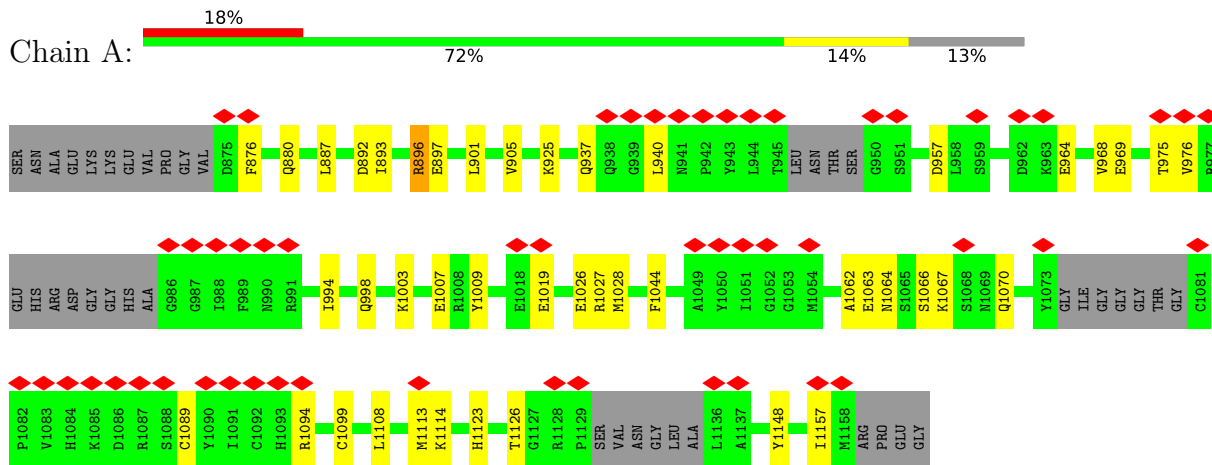 18%
Chain A:
72% 14% 13%
SER ASN ALA GLU LYS LYS GLU VAL PRO GLY VAL D875 F876 Q880 L887 D892 I893 R896 E897 L901 V905 K925 Q937 Q938 G939 L940 N941 P942 Y943 L944 T945 LEU ASN THR SER G950 S951 D957 L958 S959 D962 K963 E964 V968 E969 T975 V976 R977
GLU HIS ARG ASP GLY GLY HIS ALA G986 G987 I988 F989 N990 R991 I994 Q998 K1003 E1007 R1008 Y1009 E1018 E1019 E1026 R1027 M1028 F1044 A1049 Y1050 I1051 G1052 G1053 M1054 A1062 E1063 N1064 S1065 S1066 K1067 S1068 N1069 Q1070 Y1073 GLY ILE GLY GLY GLY THR GLY C1081
P1082 V1083 H1084 K1085 D1086 R1087 S1088 C1089 Y1090 I1091 C1092 H1093 R1094 C1099 L1108 M1113 K1114 H1123 T1126 G1127 R1128 P1129 SER VAL ASN GLY LEU ALA L1136 A1137 Y1148 I1157 M1158 ARG PRO GLU GLY